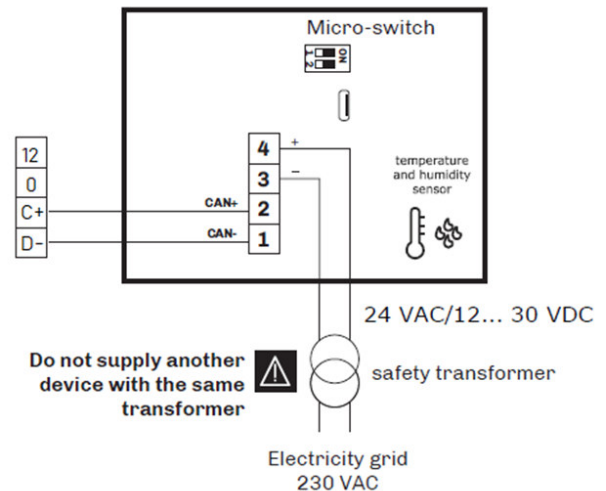 Micro-switch
1 2 ON
12
0
C+
D-
4
3
2
1
+
–
CAN+
CAN-
temperature
and humidity
sensor
24 VAC/12... 30 VDC
Do not supply another
device with the same
transformer
safety transformer
Electricity grid
230 VAC